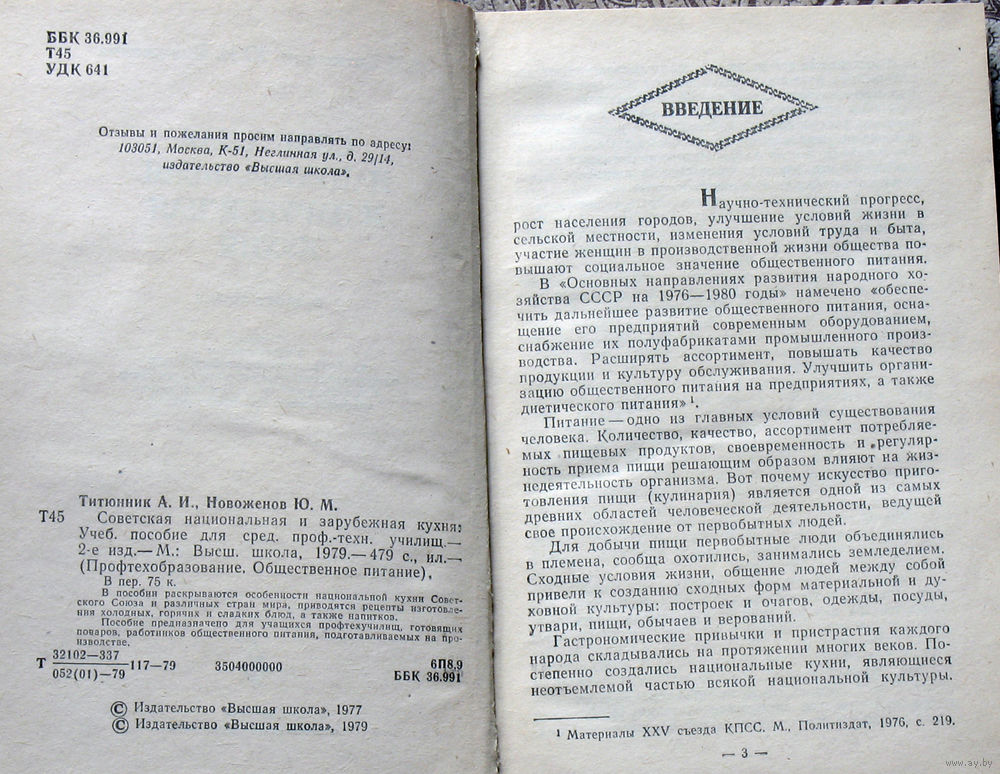 ББК 36.991
Т45
УДК 641
Отзывы и пожелания просим направлять по адресу:
103051, Москва, К-51, Неглинная ул., д. 29/14,
издательство «Высшая школа».
Титюнник А. И., Новоженов Ю. М.
Т45 Советская национальная и зарубежная кухня:
Учеб. пособие для сред. проф.-техн. училищ.—
2-е изд.— М.: Высш. школа, 1979.— 479 с., ил.—
(Профтехобразование, Общественное питание).
В пер. 75 к.
В пособии раскрываются особенности национальной кухни Совет-
ского Союза и различных стран мира, приводятся рецепты изготовле-
ния холодных, горячих и сладких блюд, а также напитков.
Пособие предназначено для учащихся профтехучилищ, готовящих
поваров, работников общественного питания, подготавливаемых на про-
изводстве.
Т 32102—337
052(01)—79 117—79 3504000000 6П8.9
ББК 36.991
© Издательство «Высшая школа», 1977
© Издательство «Высшая школа», 1979
ВВЕДЕНИЕ
Научно-технический прогресс,
рост населения городов, улучшение условий жизни в
сельской местности, изменения условий труда и быта,
участие женщин в производственной жизни общества по-
вышают социальное значение общественного питания.
В «Основных направлениях развития народного хо-
зяйства СССР на 1976—1980 годы» намечено «обеспе-
чить дальнейшее развитие общественного питания, осна-
щение его предприятий современным оборудованием,
снабжение их полуфабрикатами промышленного произ-
водства. Расширять ассортимент, повышать качество
продукции и культуру обслуживания. Улучшить органи-
зацию общественного питания на предприятиях, а также
диетического питания» ¹.
Питание — одно из главных условий существования
человека. Количество, качество, ассортимент потребляе-
мых пищевых продуктов, своевременность и регуляр-
ность приема пищи решающим образом влияют на жиз-
недеятельность организма. Вот почему искусство приго-
товления пищи (кулинария) является одной из самых
древних областей человеческой деятельности, ведущей
свое происхождение от первобытных людей.
Для добычи пищи первобытные люди объединялись
в племена, сообща охотились, занимались земледелием.
Сходные условия жизни, общение людей между собой
привели к созданию сходных форм материальной и ду-
ховной культуры: построек и очагов, одежды, посуды,
утвари, пищи, обычаев и верований.
Гастрономические привычки и пристрастия каждого
народа складывались на протяжении многих веков. По-
степенно создались национальные кухни, являющиеся
неотъемлемой частью всякой национальной культуры.
¹ Материалы XXV съезда КПСС. М., Политиздат, 1976, с. 219.
— 3 —
www.ay.by